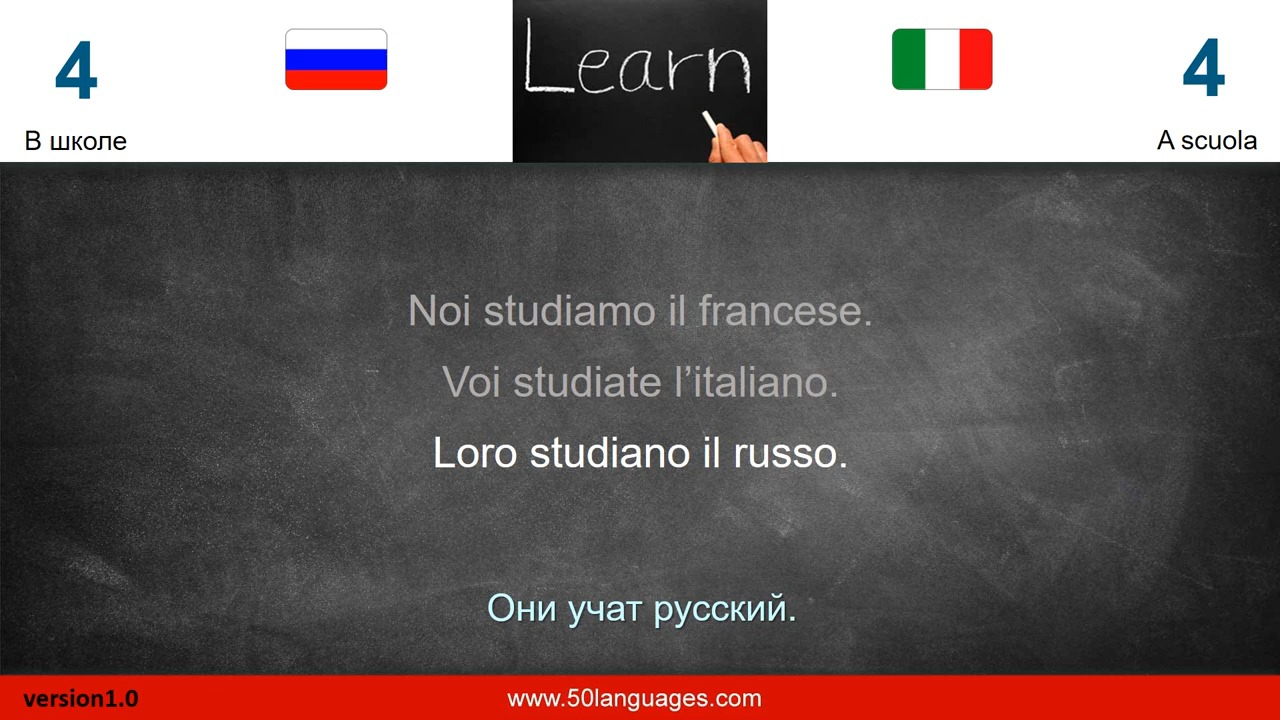 4
Learn
4
В школе
A scuola
Noi studiamo il francese.
Voi studiate l’italiano.
Loro studiano il russo.
Они учат русский.
version1.0
www.50languages.com